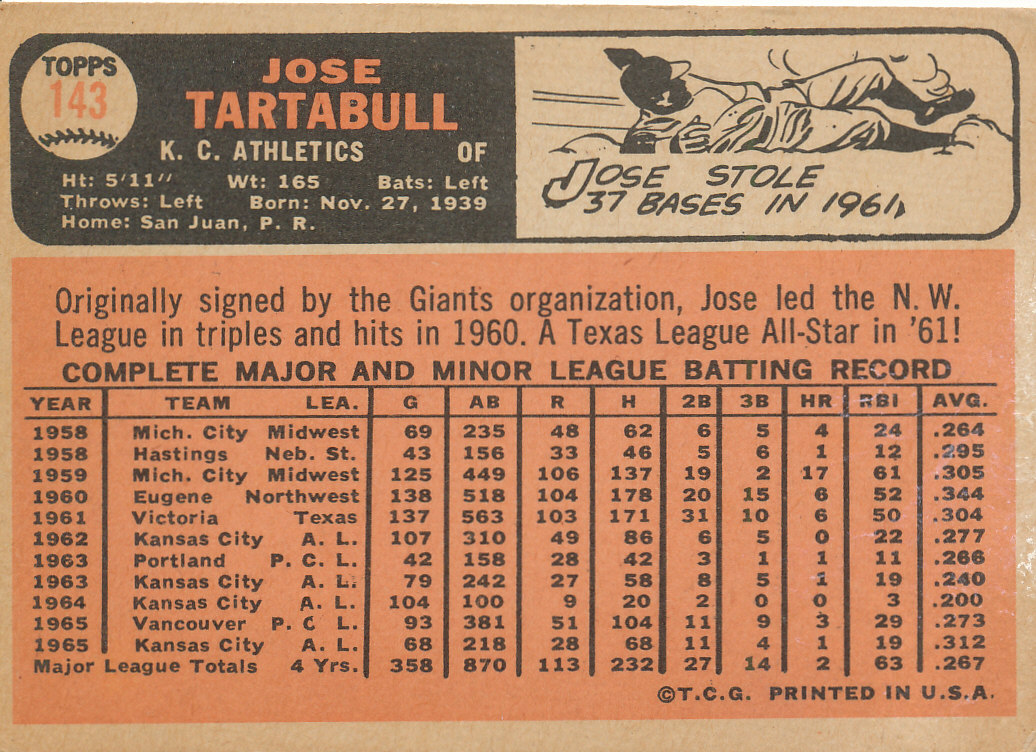 TOPPS
143
JOSE
TARTABULL
K. C. ATHLETICS OF
Ht: 5'11" Wt: 165 Bats: Left
Throws: Left Born: Nov. 27, 1939
Home: San Juan, P. R.
JOSE STOLE
37 BASES IN 1961
Originally signed by the Giants organization, Jose led the N. W.
League in triples and hits in 1960. A Texas League All-Star in '61!
COMPLETE MAJOR AND MINOR LEAGUE BATTING RECORD
YEAR TEAM LEA. G AB R H 2B 3B HR RBI AVG.
1958 Mich. City Midwest 69 235 48 62 6 5 4 24 .264
1958 Hastings Neb. St. 43 156 33 46 5 6 1 12 .295
1959 Mich. City Midwest 125 449 106 137 19 2 17 61 .305
1960 Eugene Northwest 138 518 104 178 20 15 6 52 .344
1961 Victoria Texas 137 563 103 171 31 10 6 50 .304
1962 Kansas City A. L. 107 310 49 86 6 5 0 22 .277
1963 Portland P. C. L. 42 158 28 42 3 1 1 11 .266
1963 Kansas City A. L. 79 242 27 58 8 5 1 19 .240
1964 Kansas City A. L. 104 100 9 20 2 0 0 3 .200
1965 Vancouver P. C L. 93 381 51 104 11 9 3 29 .273
1965 Kansas City A. L. 68 218 28 68 11 4 1 19 .312
Major League Totals 4 Yrs. 358 870 113 232 27 14 2 63 .267
©T.C.G. PRINTED IN U.S.A.